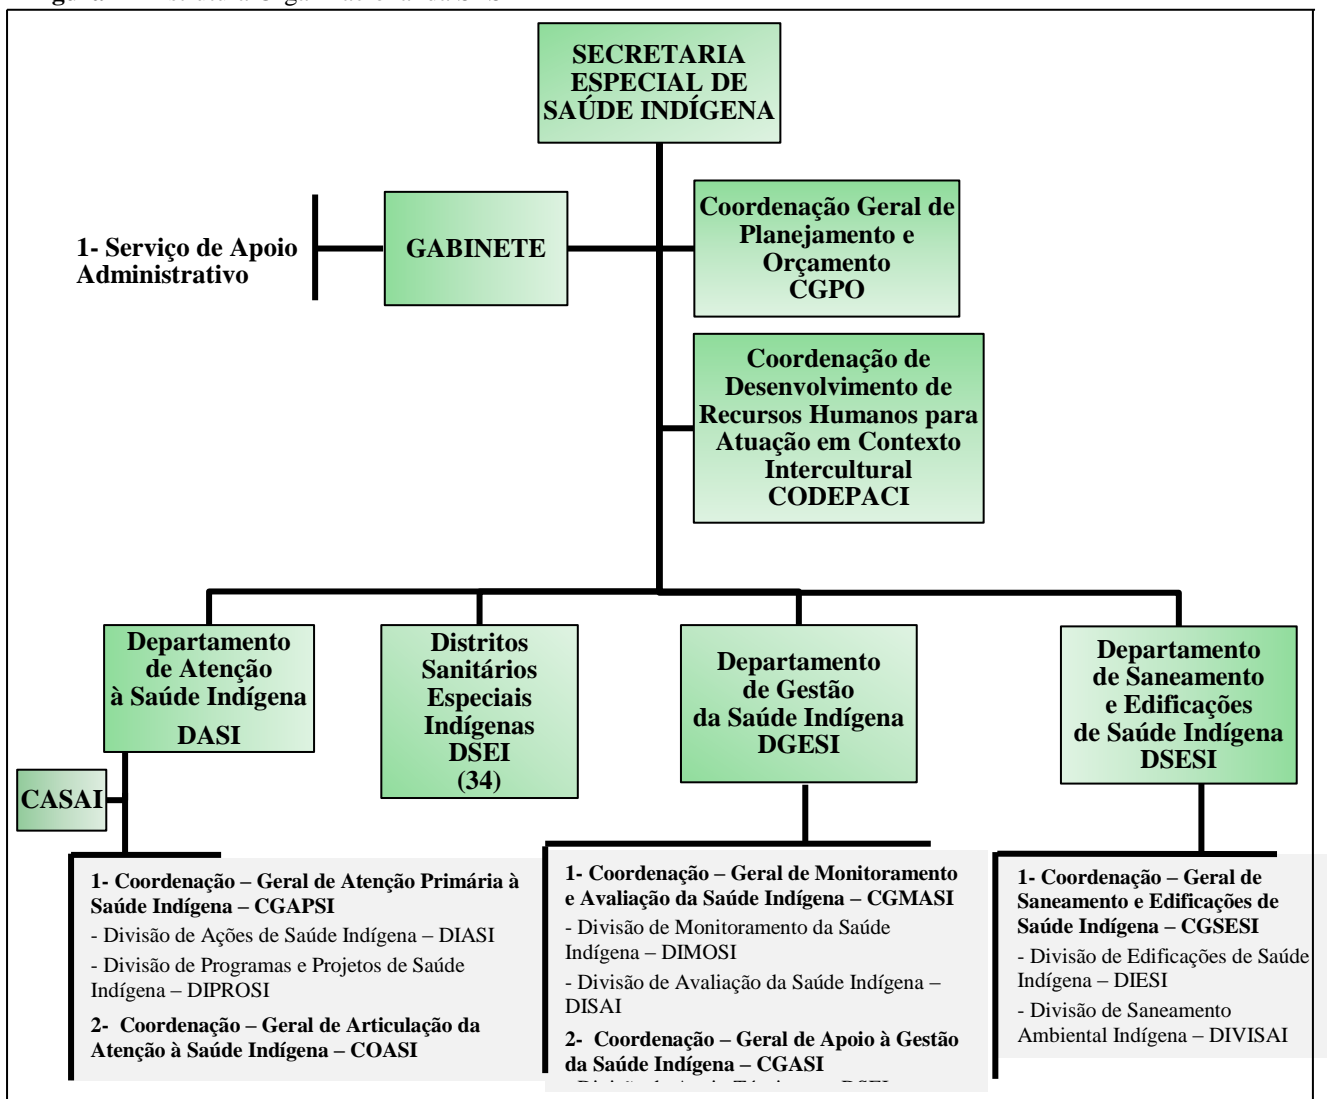 SECRETARIA
ESPECIAL DE
SAÚDE INDÍGENA
1- Serviço de Apoio
Administrativo
GABINETE
Coordenação Geral de
Planejamento e
Orçamento
CGPO
Coordenação de
Desenvolvimento de
Recursos Humanos para
Atuação em Contexto
Intercultural
CODEPACI
Departamento
de Atenção
à Saúde Indígena
DASI
Distritos
Sanitários
Especiais
Indígenas
DSEI
(34)
Departamento
de Gestão
da Saúde Indígena
DGESI
Departamento
de Saneamento
e Edificações
de Saúde Indígena
DSESI
CASAI
1- Coordenação – Geral de Atenção Primária à
Saúde Indígena – CGAPSI
- Divisão de Ações de Saúde Indígena – DIASI
- Divisão de Programas e Projetos de Saúde
Indígena – DIPROSI
2- Coordenação – Geral de Articulação da
Atenção à Saúde Indígena – COASI
1- Coordenação – Geral de Monitoramento
e Avaliação da Saúde Indígena – CGMASI
- Divisão de Monitoramento da Saúde
Indígena – DIMOSI
- Divisão de Avaliação da Saúde Indígena –
DISAI
2- Coordenação – Geral de Apoio à Gestão
da Saúde Indígena – CGASI
1- Coordenação – Geral de
Saneamento e Edificações de
Saúde Indígena – CGSESI
- Divisão de Edificações de Saúde
Indígena – DIESI
- Divisão de Saneamento
Ambiental Indígena – DIVISAI